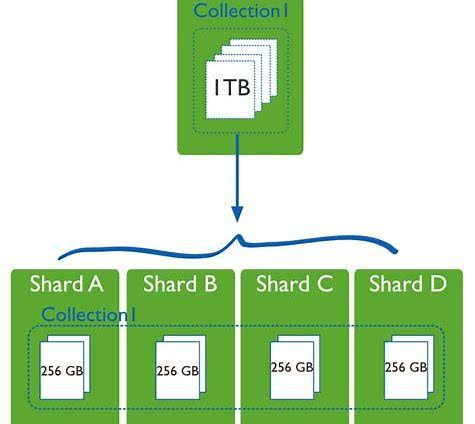 Collection1
1TB
Shard A
Shard B
Shard C
Shard D
Collection1
256 GB
256 GB
256 GB
256 GB